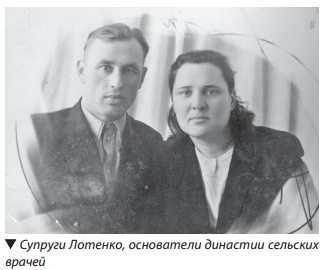 ▼ Супруги Лотенко, основатели династии сельских
врачей